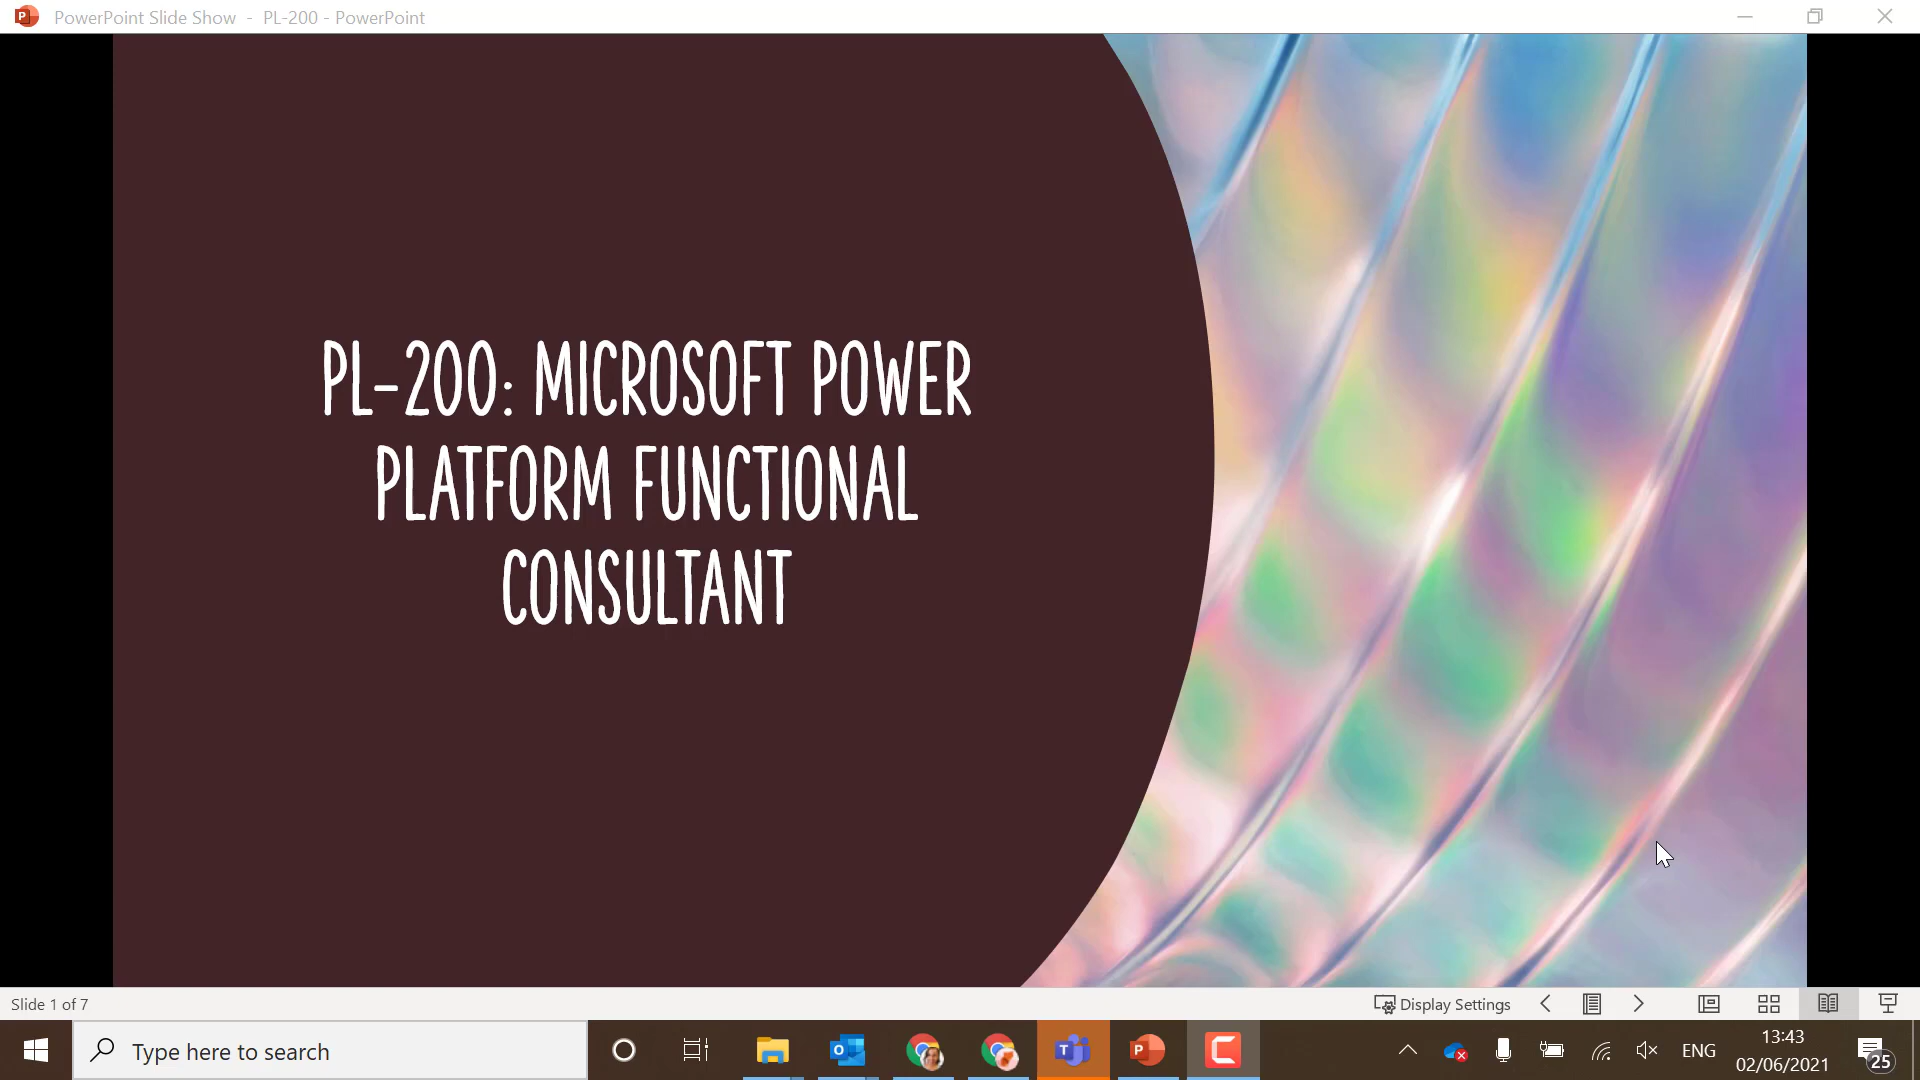 PowerPoint Slide Show - PL-200 - PowerPoint
PL-200: MICROSOFT POWER
PLATFORM FUNCTIONAL
CONSULTANT
Slide 1 of 7
Display Settings
Type here to search
ENG
13:43
02/06/2021
25